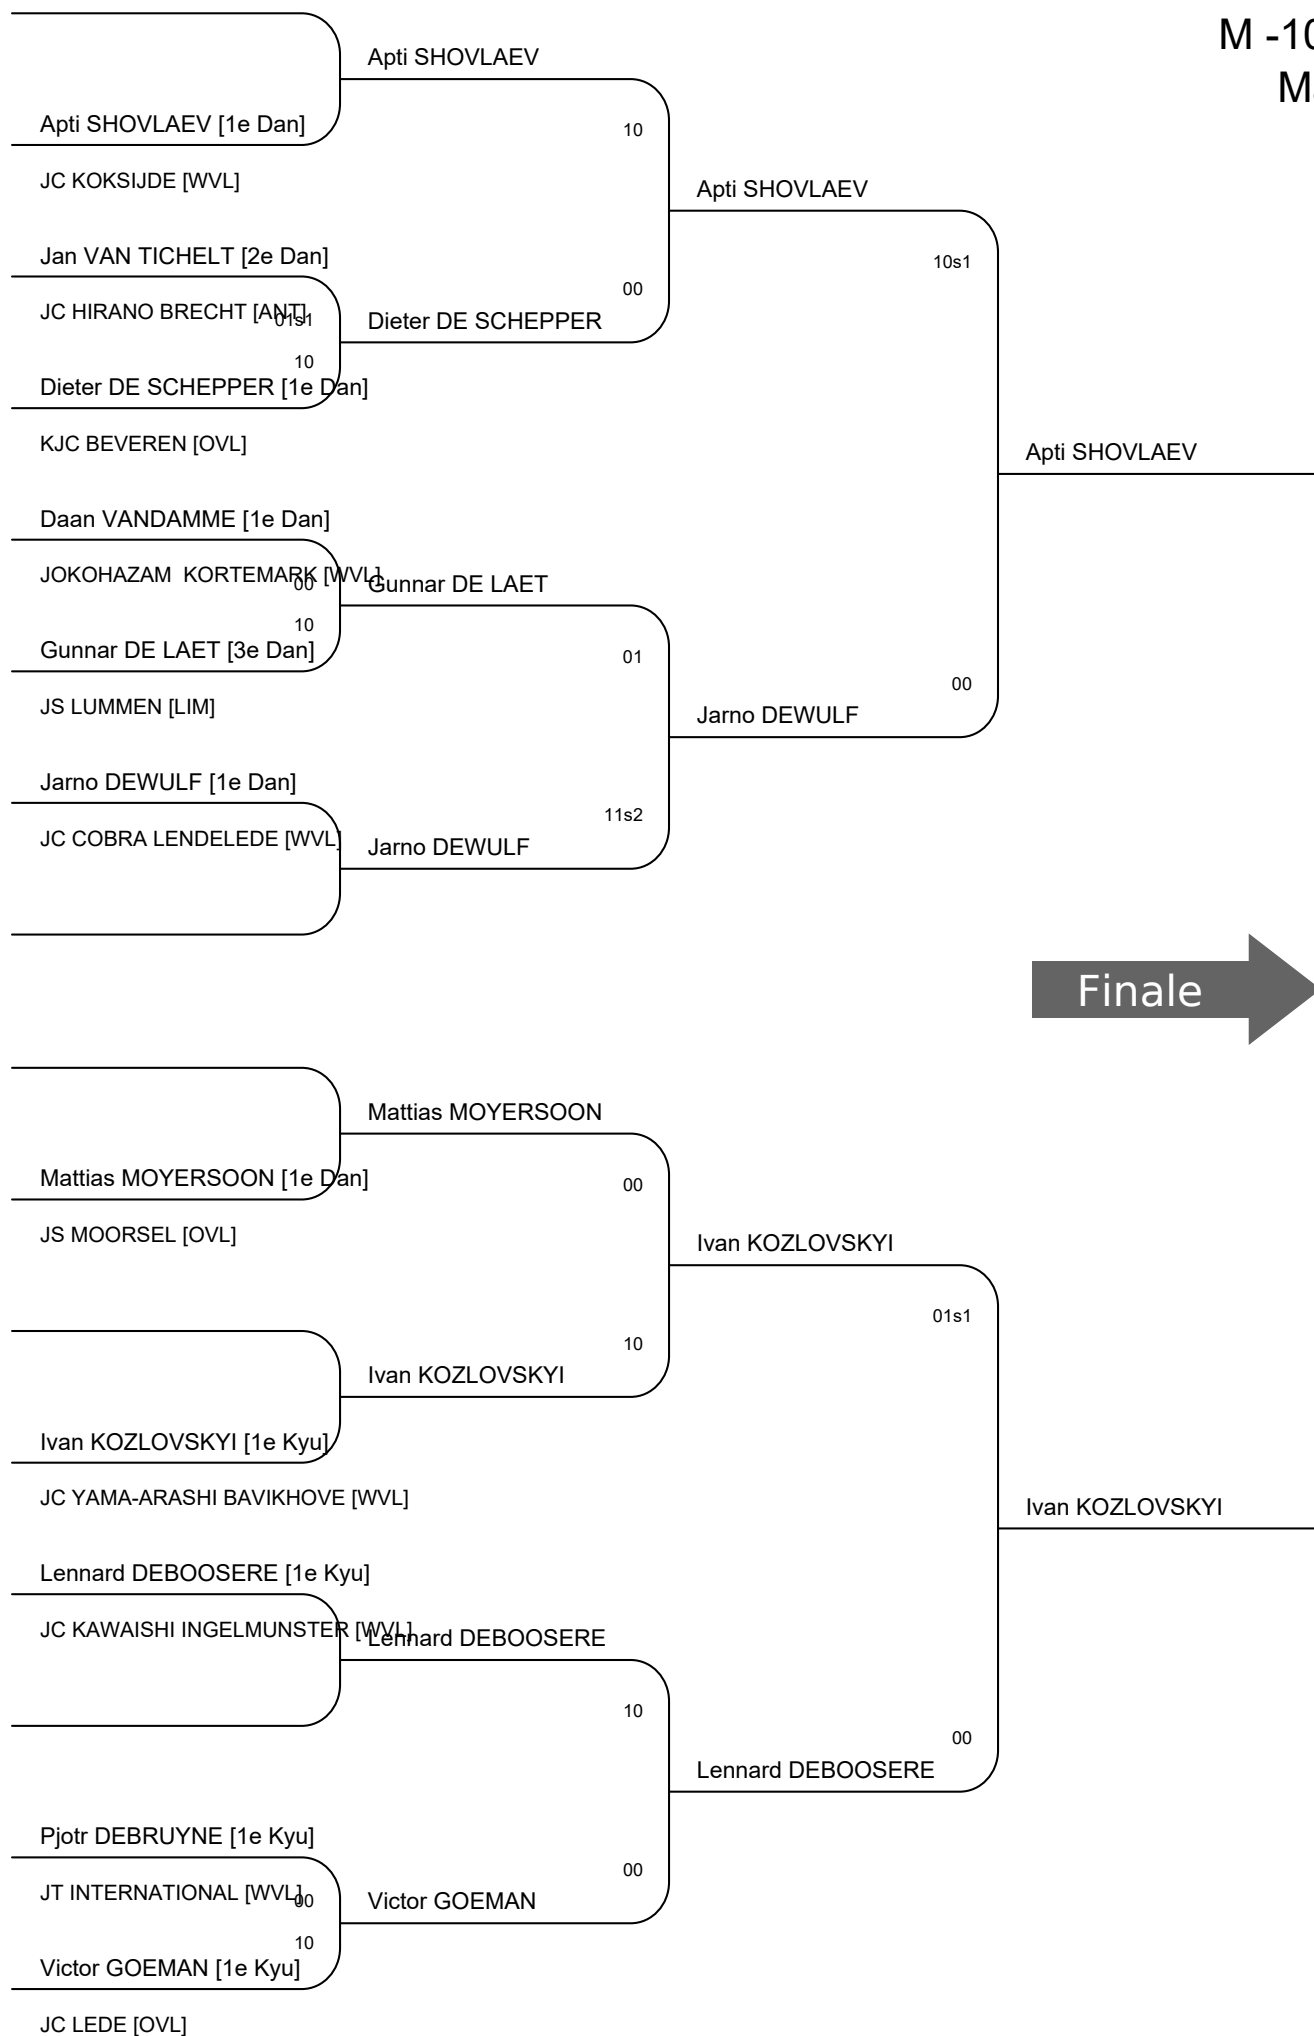 M -10
Apti SHOVLAEV
Apti SHOVLAEV [1e Dan]
10
JC KOKSIJDE [WVL]
Apti SHOVLAEV
Jan VAN TICHELT [2e Dan]
10s1
00
JC HIRANO BRECHT [ANT]
01s1
Dieter DE SCHEPPER
10
Dieter DE SCHEPPER [1e Dan]
KJC BEVEREN [OVL]
Apti SHOVLAEV
Daan VANDAMME [1e Dan]
JOKOHAZAM  KORTEMARK [WVL]
00
Gunnar DE LAET
10
Gunnar DE LAET [3e Dan]
01
00
JS LUMMEN [LIM]
Jarno DEWULF
Jarno DEWULF [1e Dan]
11s2
JC COBRA LENDELEDE [WVL]
Jarno DEWULF
Finale
Mattias MOYERSOON
Mattias MOYERSOON [1e Dan]
00
JS MOORSEL [OVL]
Ivan KOZLOVSKYI
01s1
10
Ivan KOZLOVSKYI
Ivan KOZLOVSKYI [1e Kyu]
JC YAMA-ARASHI BAVIKHOVE [WVL]
Ivan KOZLOVSKYI
Lennard DEBOOSERE [1e Kyu]
JC KAWAISHI INGELMUNSTER [WVL]
Lennard DEBOOSERE
10
00
Lennard DEBOOSERE
Pjotr DEBRUYNE [1e Kyu]
00
JT INTERNATIONAL [WVL]
00
Victor GOEMAN
10
Victor GOEMAN [1e Kyu]
JC LEDE [OVL]